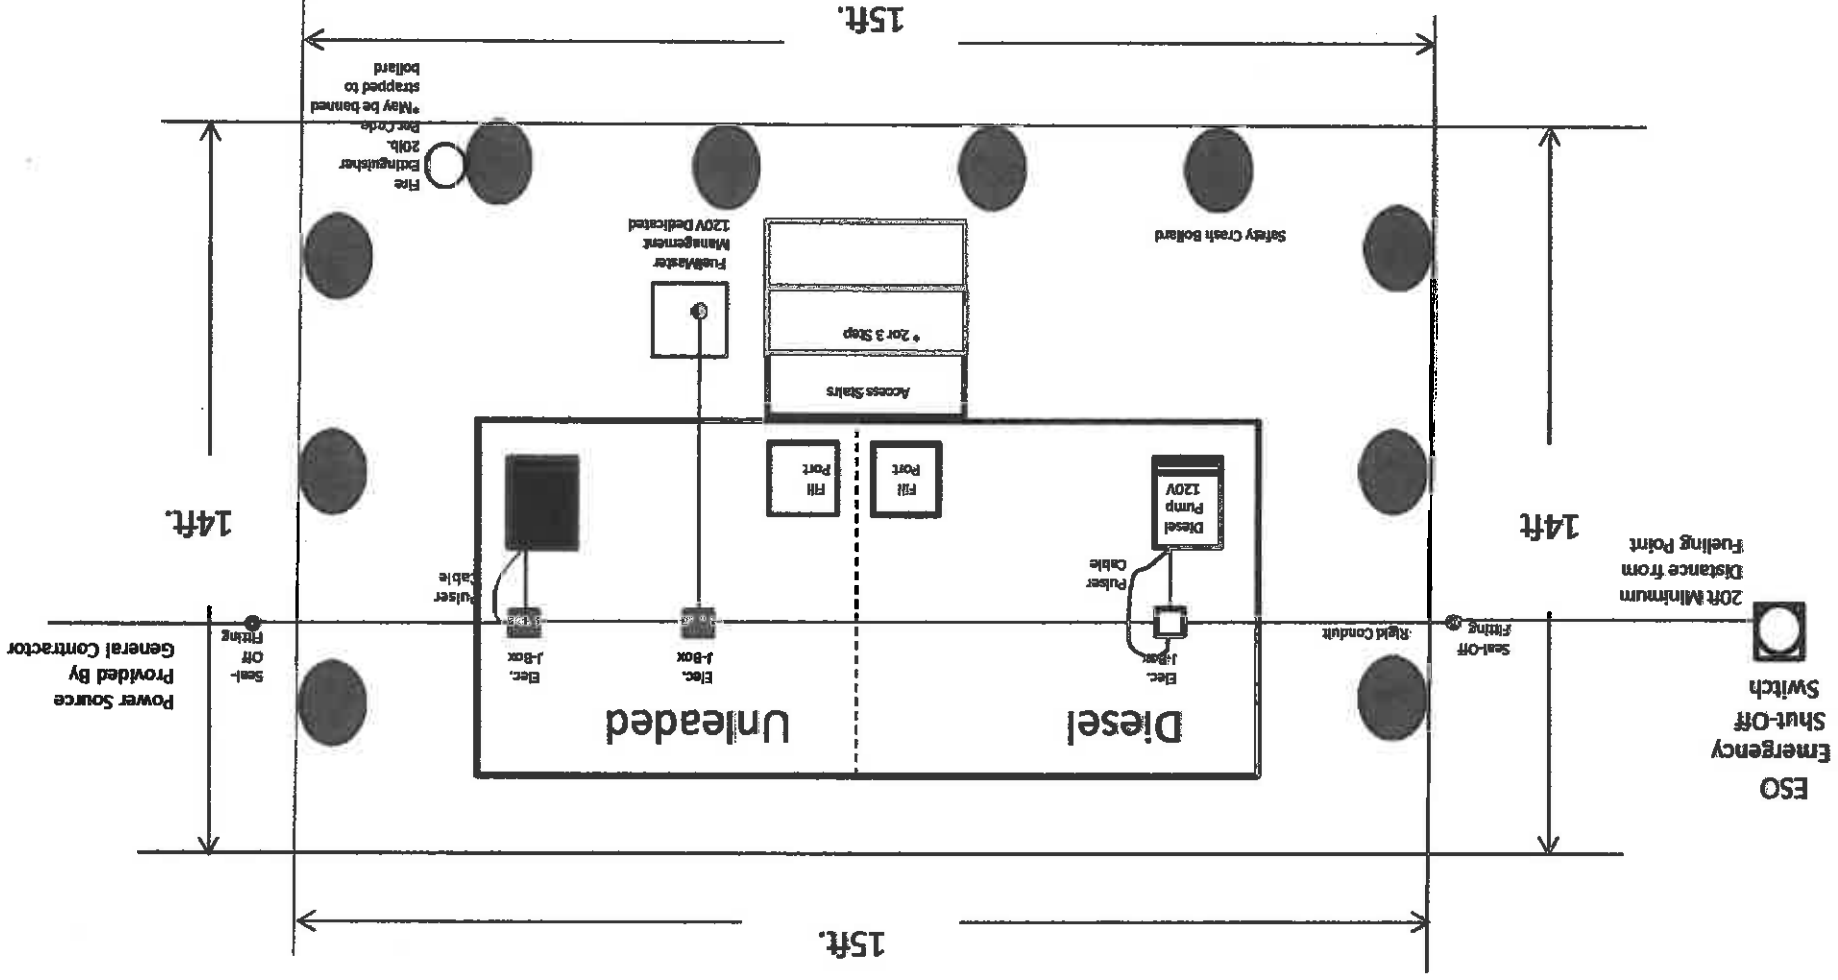 15ft.
ESO
Emergency
Shut-Off
Switch
Diesel
Unleaded
Elec.
J-Box
Elec.
J-Box
Elec.
J-Box
Power Source
Provided By
General Contractor
Seal-
Off
Fitting
Seal-Off
Fitting
Rigid Conduit
20ft Minimum
Distance from
Fueling Point
Pulser
Cable
ulser
Cable
14ft
14ft.
Diesel
Pump
120V
Fill
Port
Fill
Port
Access Stairs
* 2or 3 Step
FuelMaster
Management
120V Dedicated
Safety Crash Bollard
Fire
Extinguisher
20lb.
Per Code
*May be banned
strapped to
bollard
15ft.